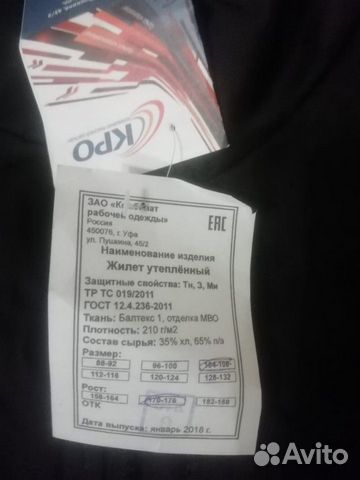 45/2
КРО
ЗАО «Комбинат
рабочей одежды»
Россия
450076, г. Уфа
ул. Пушкина, 45/2
EAC
Наименование изделия
Жилет утеплённый
Защитные свойства: Тн, З, Ми
ТР ТС 019/2011
ГОСТ 12.4.236-2011
Ткань: Балтекс 1, отделка МВО
Плотность: 210 г/м2
Состав сырья: 35% хл, 65% п/э
Размер:
88-92 96-100 104-108
112-116 120-124 128-132
Рост:
158-164 170-176 182-188
ОТК
Дата выпуска: январь 2018 г.
Avito